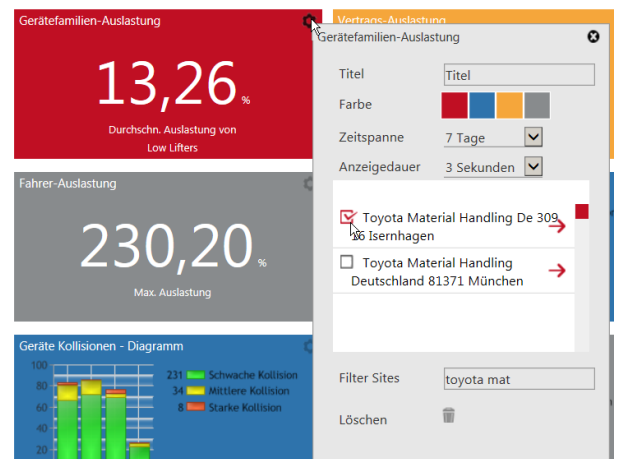 Gerätefamilien-Auslastung
13,26 %
Durchschn. Auslastung von
Low Lifters
Vertrags-Auslastung
Fahrer-Auslastung
230,20 %
Max. Auslastung
Geräte Kollisionen - Diagramm
100
80
60
40
20
231 Schwache Kollision
34 Mittlere Kollision
8 Starke Kollision
Gerätefamilien-Auslastung
Titel Titel
Farbe
Zeitspanne 7 Tage
Anzeigedauer 3 Sekunden
Toyota Material Handling De 309
16 Isernhagen
Toyota Material Handling
Deutschland 81371 München
Filter Sites toyota mat
Löschen